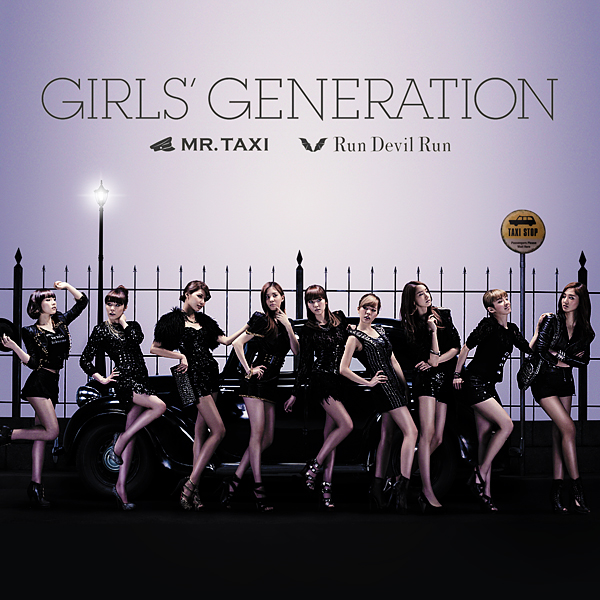 GIRLS' GENERATION
MR. TAXI
Run Devil Run
TAXI STOP